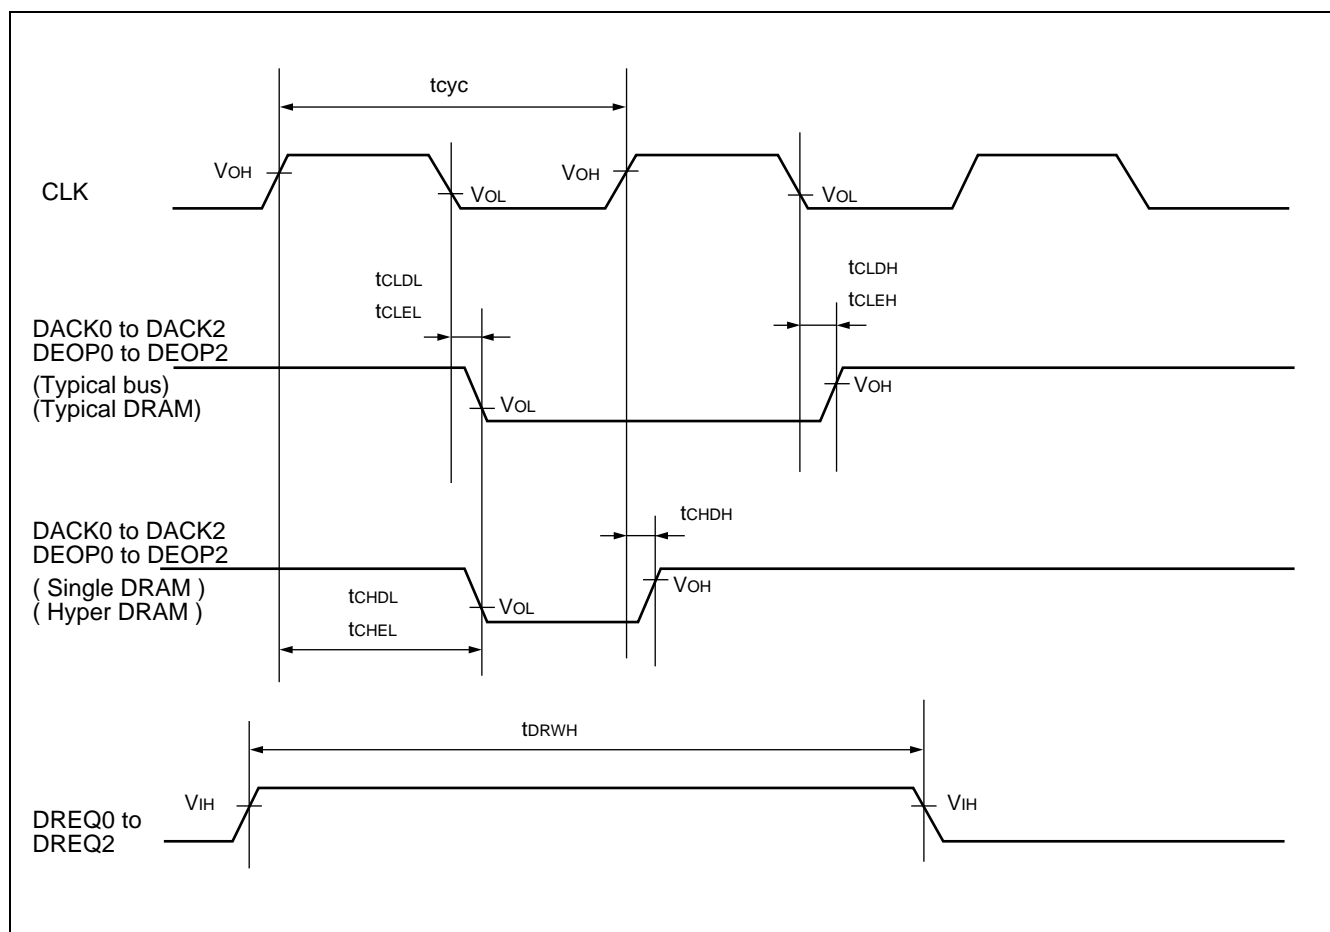 tcyc
VOH
VOL
VOH
VOL
CLK
tCLDL
tCLEL
tCLDH
tCLEH
DACK0 to DACK2
DEOP0 to DEOP2
(Typical bus)
(Typical DRAM)
VOL
VOH
DACK0 to DACK2
DEOP0 to DEOP2
( Single DRAM )
( Hyper DRAM )
tCHDH
VOH
VOL
tCHDL
tCHEL
tDRWH
VIH
VIH
DREQ0 to
DREQ2